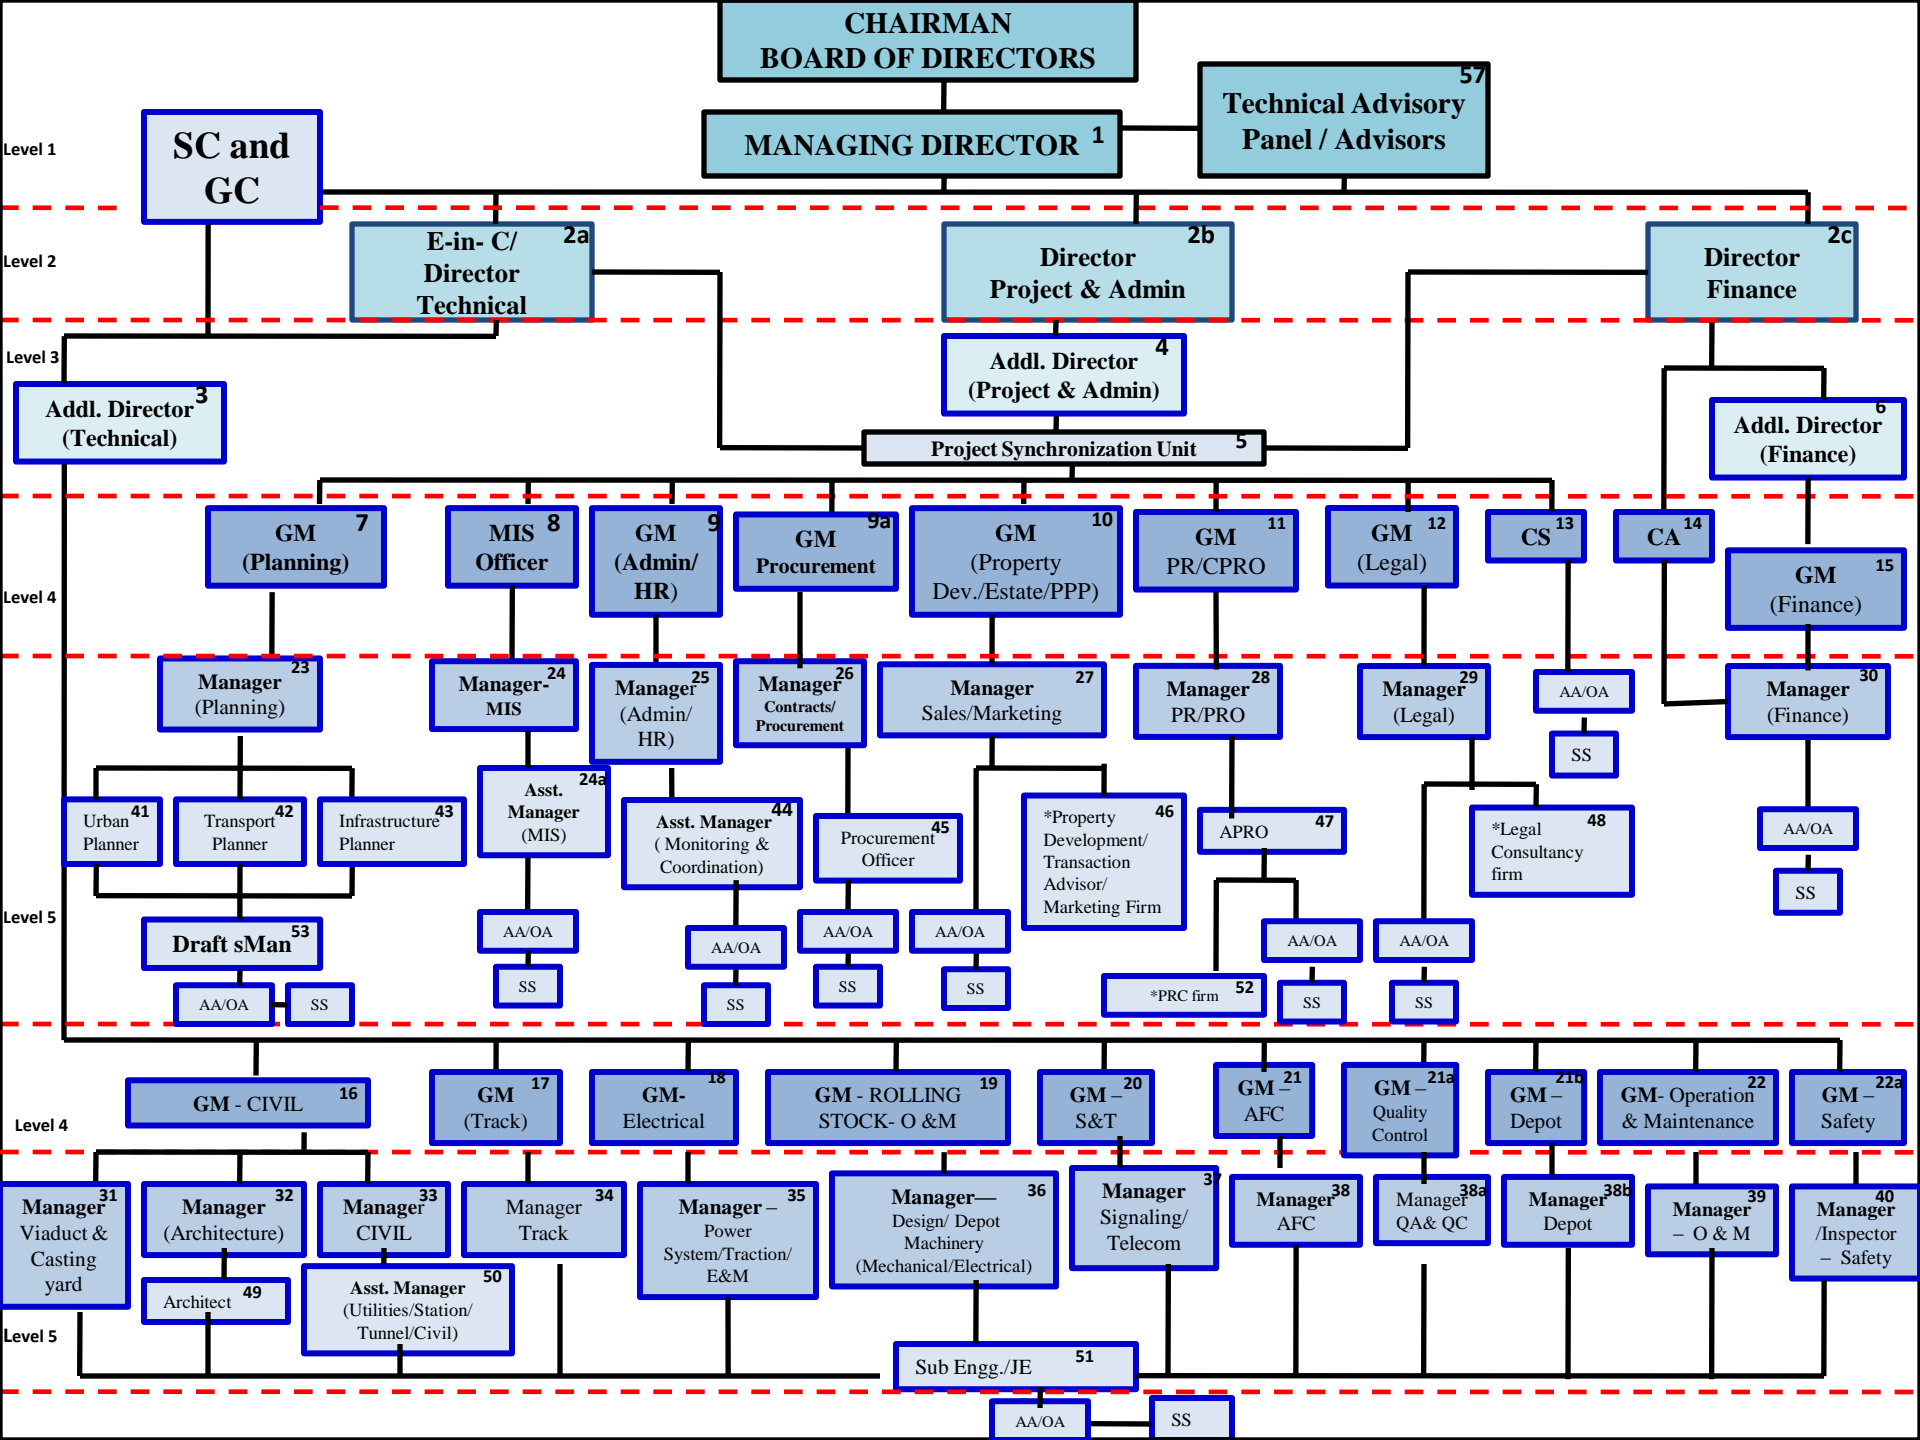 CHAIRMAN
BOARD OF DIRECTORS
57
Technical Advisory
Panel / Advisors
MANAGING DIRECTOR 1
SC and
GC
Level 1
Level 2
2a
E-in- C/
Director
Technical
2b
Director
Project & Admin
2c
Director
Finance
Level 3
3
Addl. Director
(Technical)
4
Addl. Director
(Project & Admin)
Project Synchronization Unit 5
6
Addl. Director
(Finance)
Level 4
GM 7
(Planning)
MIS 8
Officer
GM 9
(Admin/
HR)
9a
GM
Procurement
10
GM
(Property
Dev./Estate/PPP)
11
GM
PR/CPRO
12
GM
(Legal)
CS 13
CA 14
GM 15
(Finance)
23
Manager
(Planning)
Manager- 24
MIS
Manager 25
(Admin/
HR)
Manager 26
Contracts/
Procurement
Manager 27
Sales/Marketing
Manager 28
PR/PRO
Manager 29
(Legal)
AA/OA
SS
Manager 30
(Finance)
Urban 41
Planner
Transport 42
Planner
Infrastructure 43
Planner
24a
Asst.
Manager
(MIS)
44
Asst. Manager
( Monitoring &
Coordination)
45
Procurement
Officer
46
*Property
Development/
Transaction
Advisor/
Marketing Firm
APRO 47
48
*Legal
Consultancy
firm
AA/OA
SS
Level 5
Draft sMan 53
AA/OA
SS
AA/OA
SS
AA/OA
SS
AA/OA
SS
AA/OA
SS
*PRC firm 52
AA/OA
SS
AA/OA
SS
Level 4
GM - CIVIL 16
GM 17
(Track)
GM- 18
Electrical
GM - ROLLING 19
STOCK- O &M
GM – 20
S&T
GM – 21
AFC
GM – 21a
Quality
Control
GM – 21b
Depot
GM- Operation 22
& Maintenance
GM – 22a
Safety
Manager 31
Viaduct &
Casting
yard
Manager 32
(Architecture)
Manager 33
CIVIL
Manager 34
Track
Manager – 35
Power
System/Traction/
E&M
Manager— 36
Design/ Depot
Machinery
(Mechanical/Electrical)
Manager 37
Signaling/
Telecom
Manager 38
AFC
Manager 38a
QA& QC
Manager 38b
Depot
Manager 39
– O & M
Manager 40
/Inspector
– Safety
Architect 49
Asst. Manager 50
(Utilities/Station/
Tunnel/Civil)
Level 5
Sub Engg./JE 51
AA/OA
SS